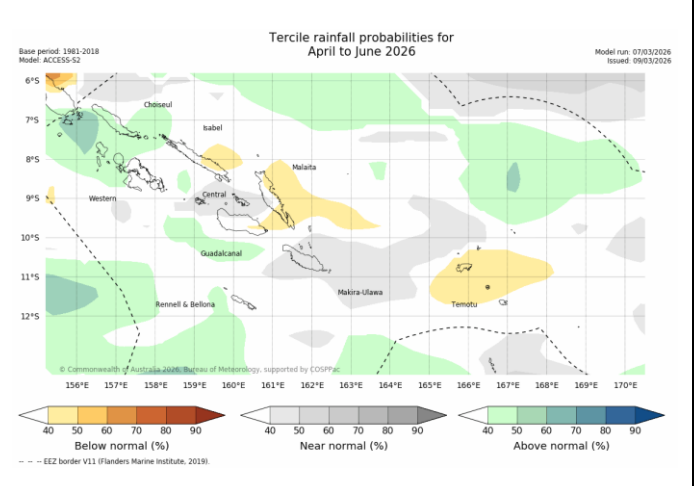 Tercile rainfall probabilities for
April to June 2026
Base period: 1981-2018
Model: ACCESS-S2
Model run: 07/03/2026
Issued: 09/03/2026
6°S
7°S
8°S
9°S
10°S
11°S
12°S
Choiseul
Isabel
Malaita
Western
Central
Guadalcanal
Makira-Ulawa
Rennell & Bellona
Temotu
© Commonwealth of Australia 2026, Bureau of Meteorology, supported by COSPPac
156°E 157°E 158°E 159°E 160°E 161°E 162°E 163°E 164°E 165°E 166°E 167°E 168°E 169°E 170°E
40 50 60 70 80 90
Below normal (%)
40 50 60 70 80 90
Near normal (%)
40 50 60 70 80 90
Above normal (%)
EEZ border V11 (Flanders Marine Institute, 2019).